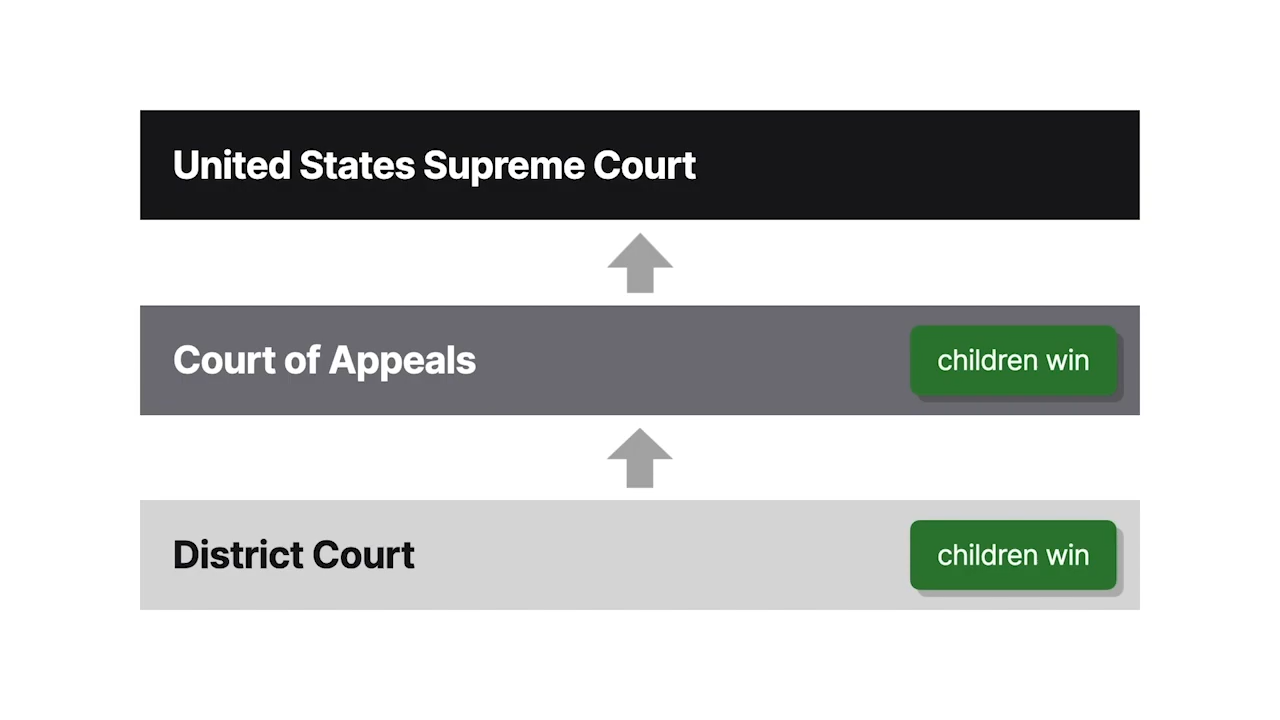 United States Supreme Court
Court of Appeals
children win
District Court
children win